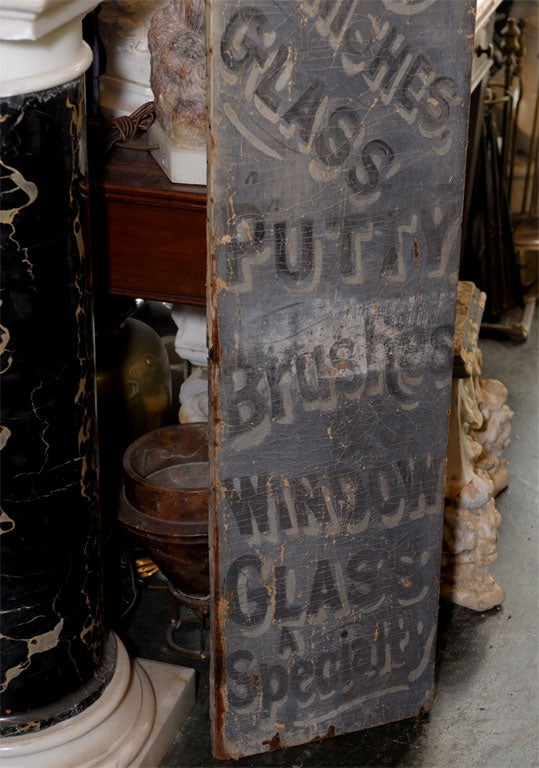 GLASS
PUTTY
Brushes
WINDOW
GLASS
A
Specialty